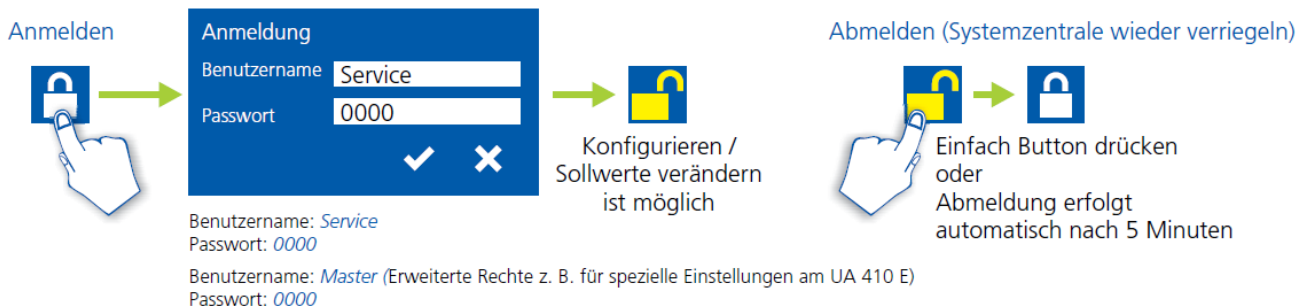 Anmelden
Anmeldung
Benutzername Service
Passwort 0000
Konfigurieren /
Sollwerte verändern
ist möglich
Benutzername: Service
Passwort: 0000
Benutzername: Master (Erweiterte Rechte z. B. für spezielle Einstellungen am UA 410 E)
Passwort: 0000
Abmelden (Systemzentrale wieder verriegeln)
Einfach Button drücken
oder
Abmeldung erfolgt
automatisch nach 5 Minuten